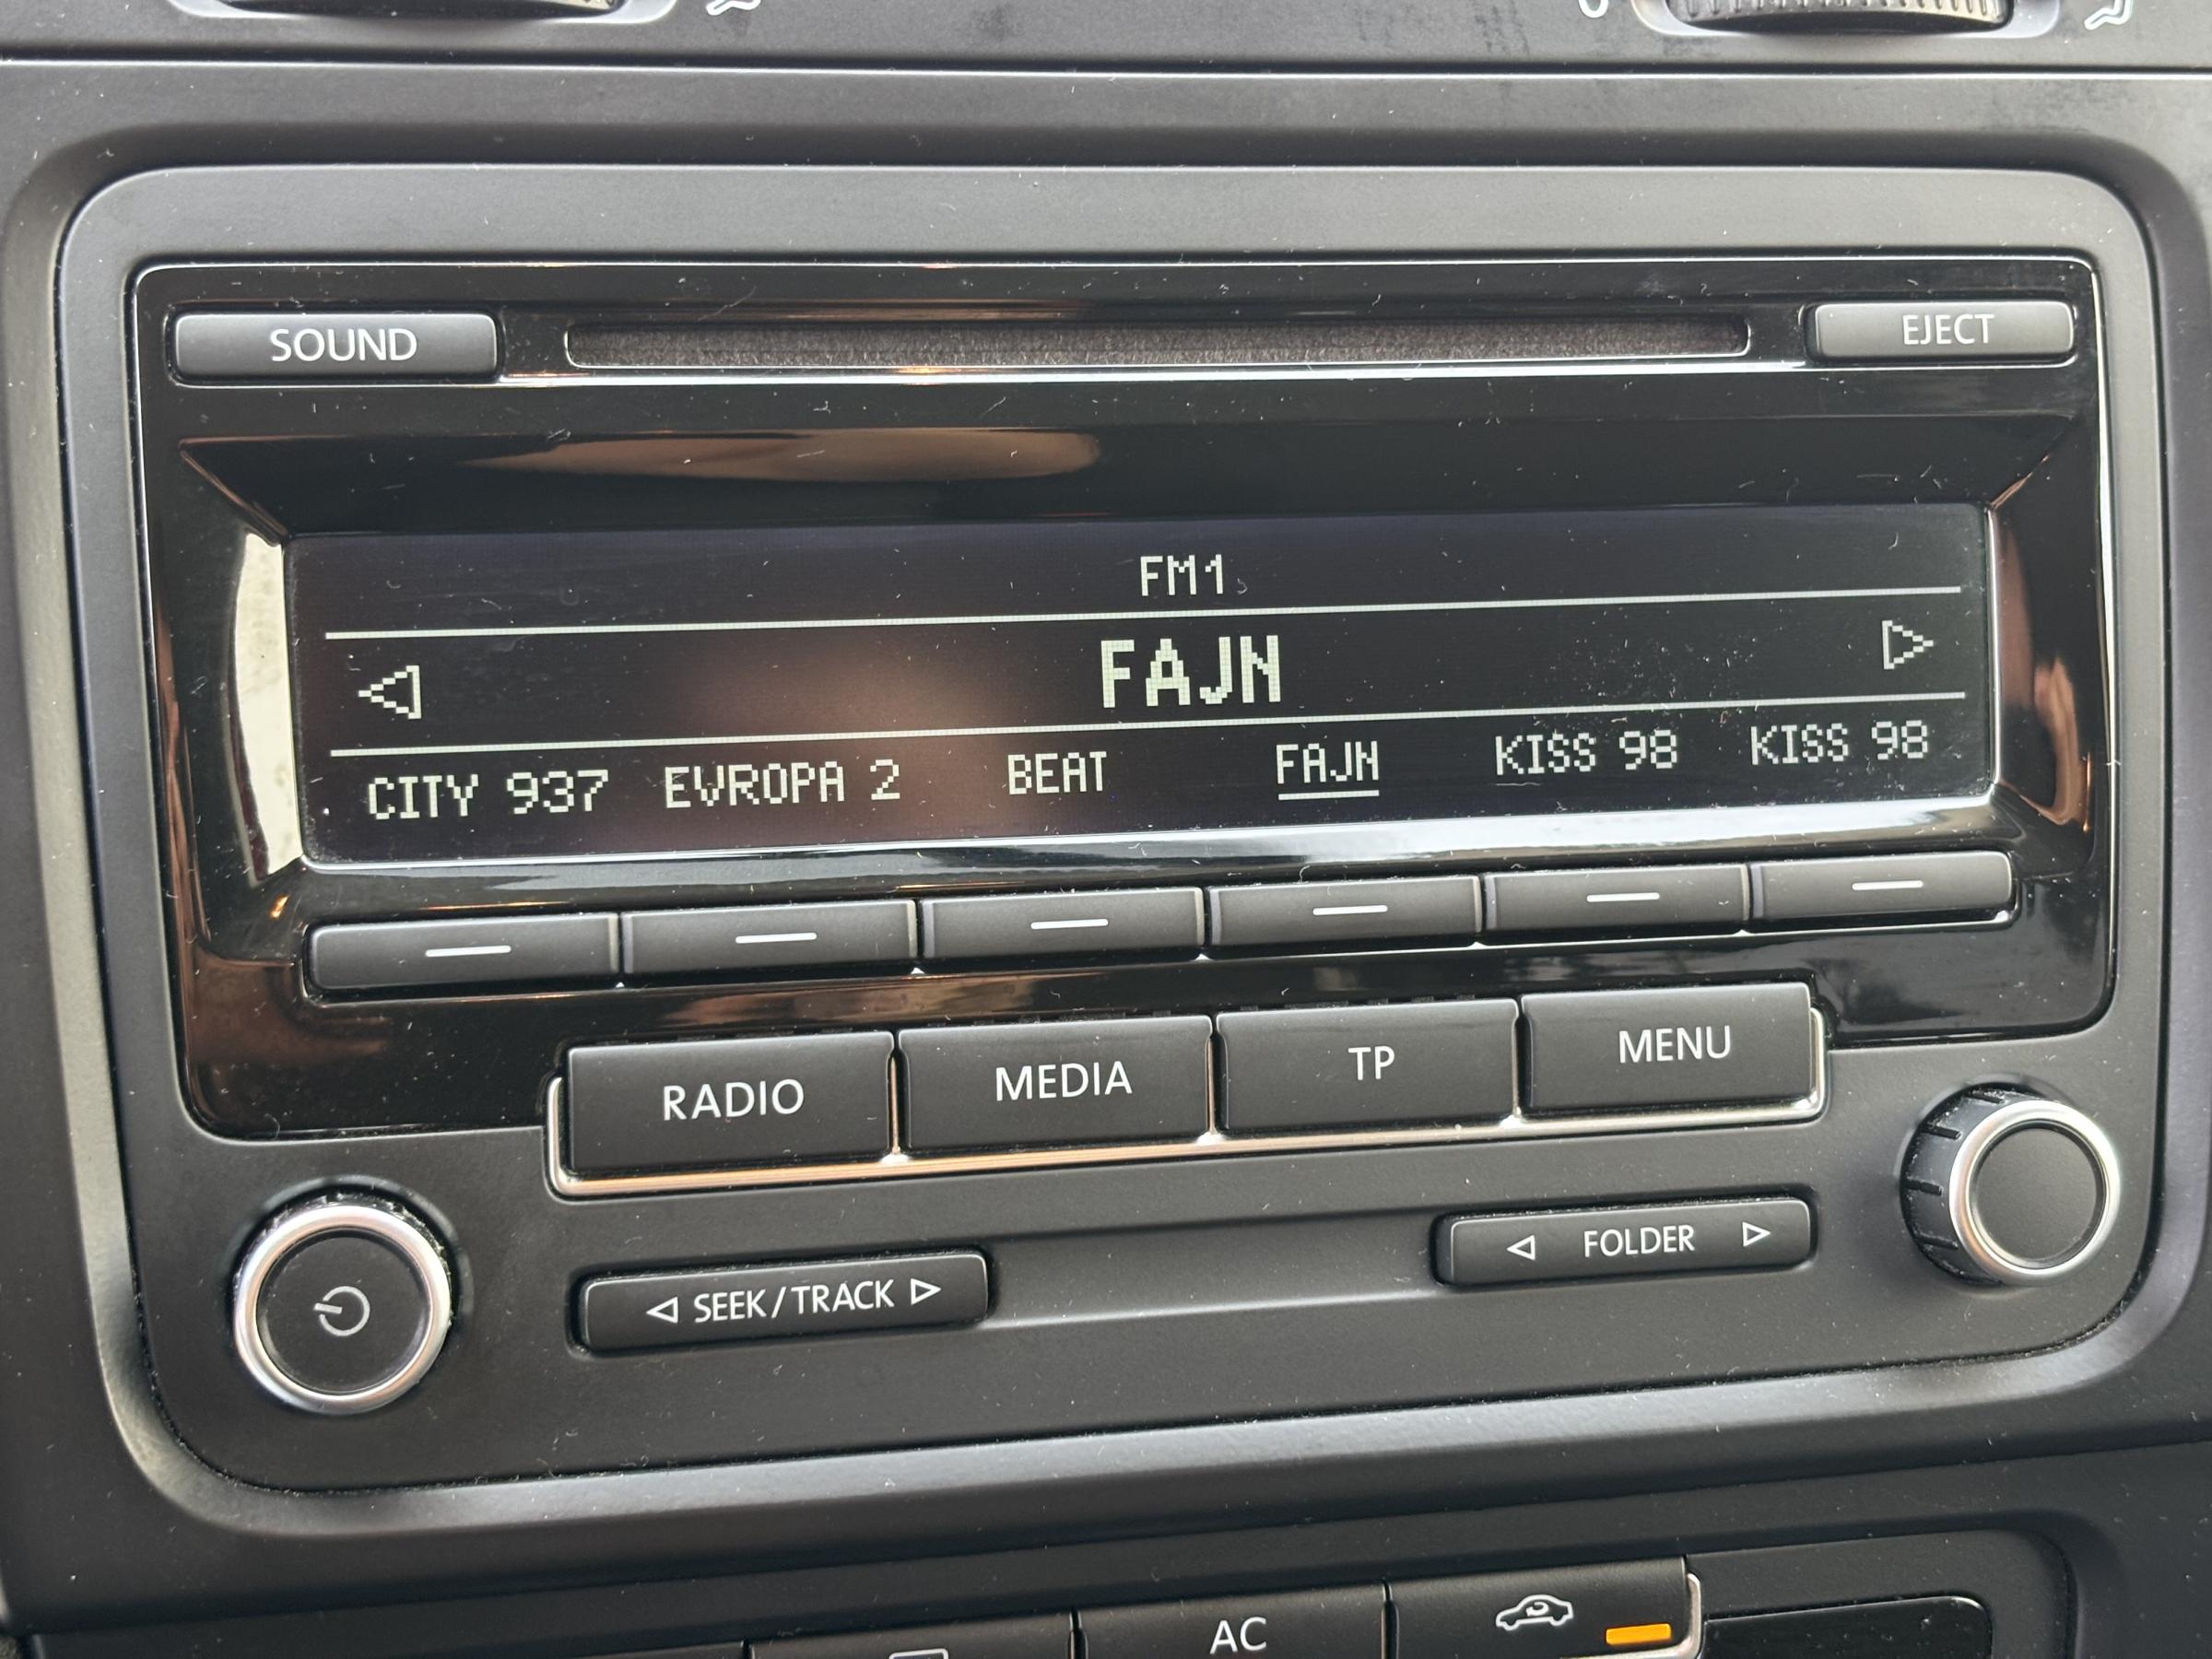 SOUND
EJECT
FM1
FAJN
CITY 937 EVROPA 2 BEAT FAJN KISS 98 KISS 98
RADIO MEDIA TP MENU
SEEK/TRACK
FOLDER
AC